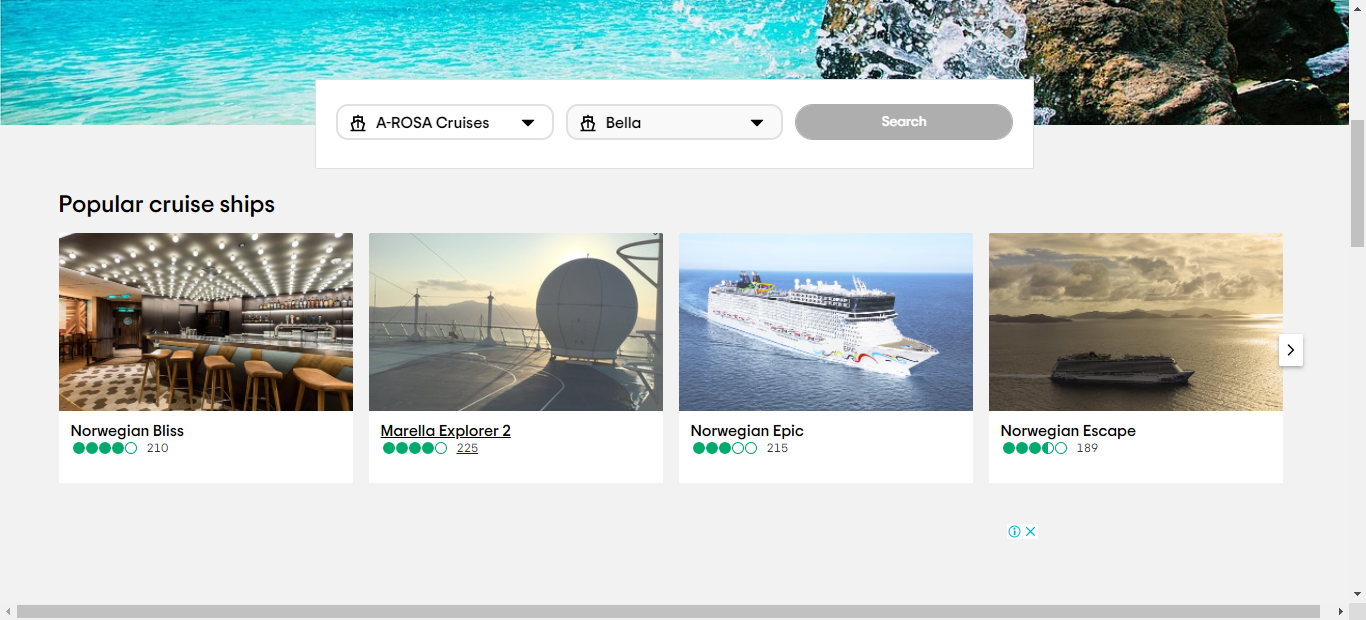 A-ROSA Cruises
Bella
Search
Popular cruise ships
Norwegian Bliss
210
Marella Explorer 2
225
Norwegian Epic
215
Norwegian Escape
189